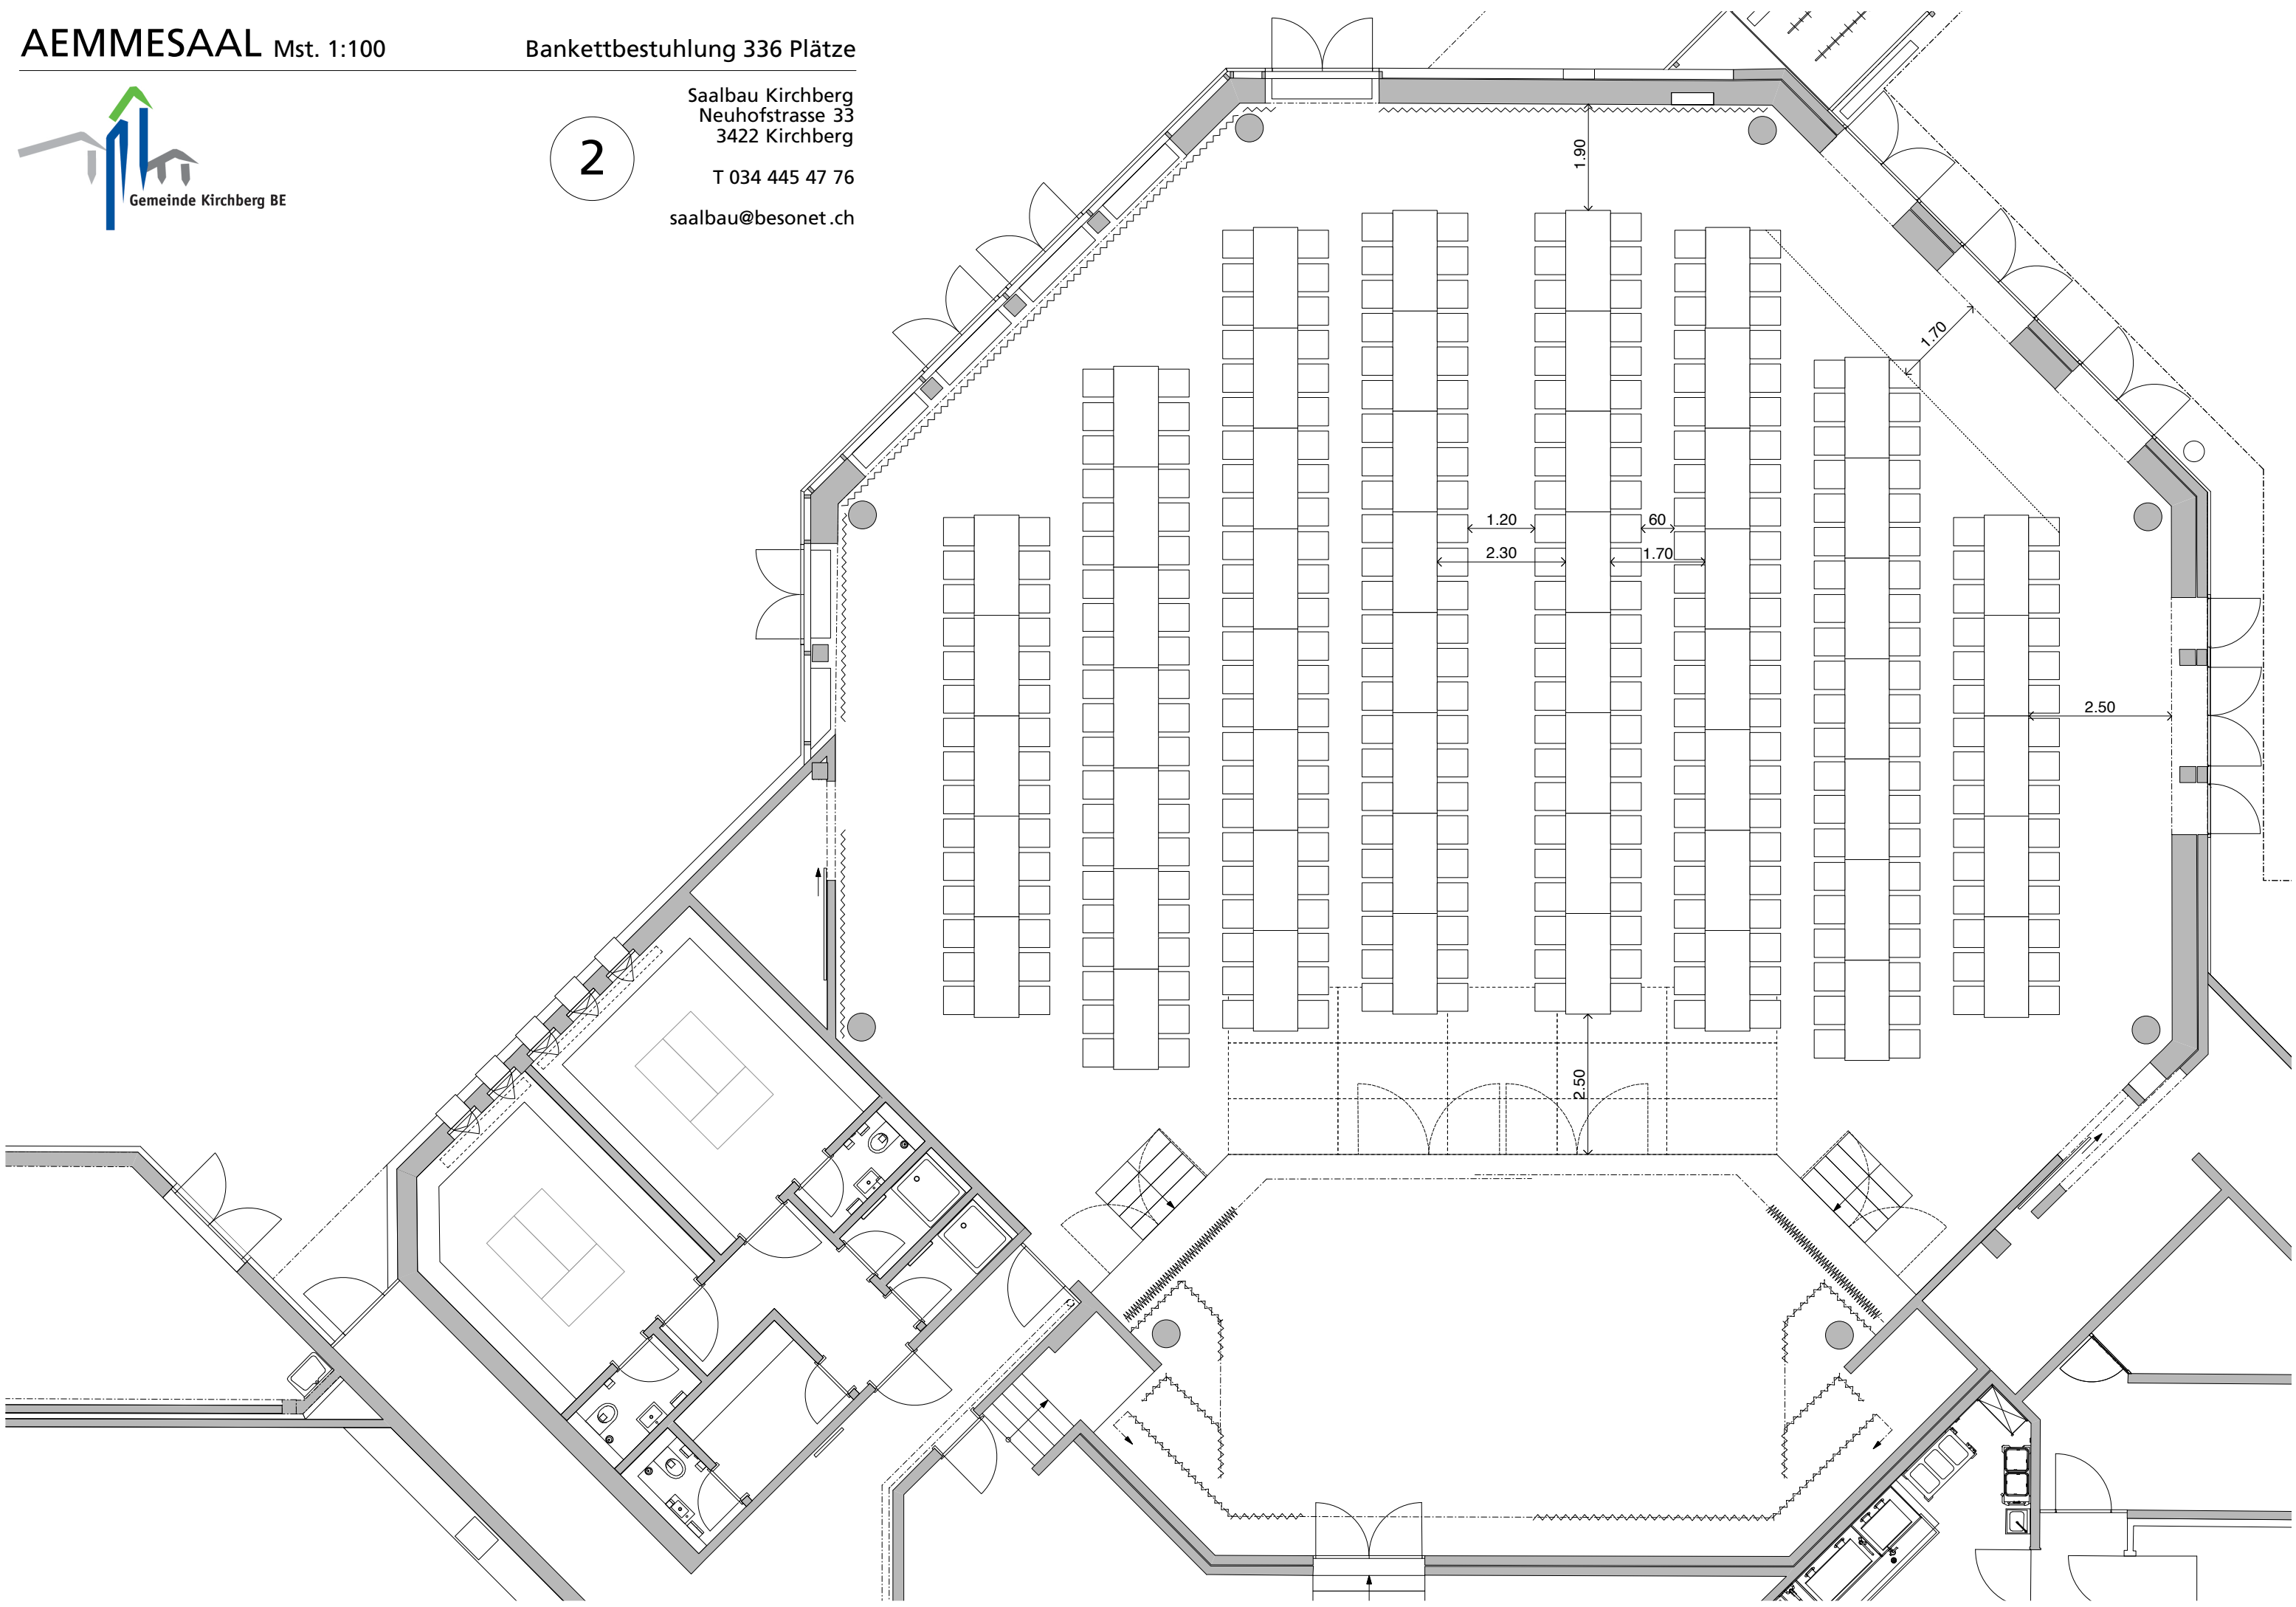 AEMMESAAL Mst. 1:100
Bankettbestuhlung 336 Plätze
Gemeinde Kirchberg BE
2
Saalbau Kirchberg
Neuhofstrasse 33
3422 Kirchberg
T 034 445 47 76
saalbau@besonet.ch
1.90
1.70
1.20
60
2.30
1.70
2.50
2.50